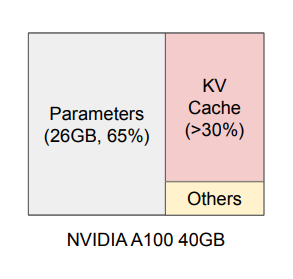 Parameters
(26GB, 65%)
KV
Cache
(>30%)
Others
NVIDIA A100 40GB